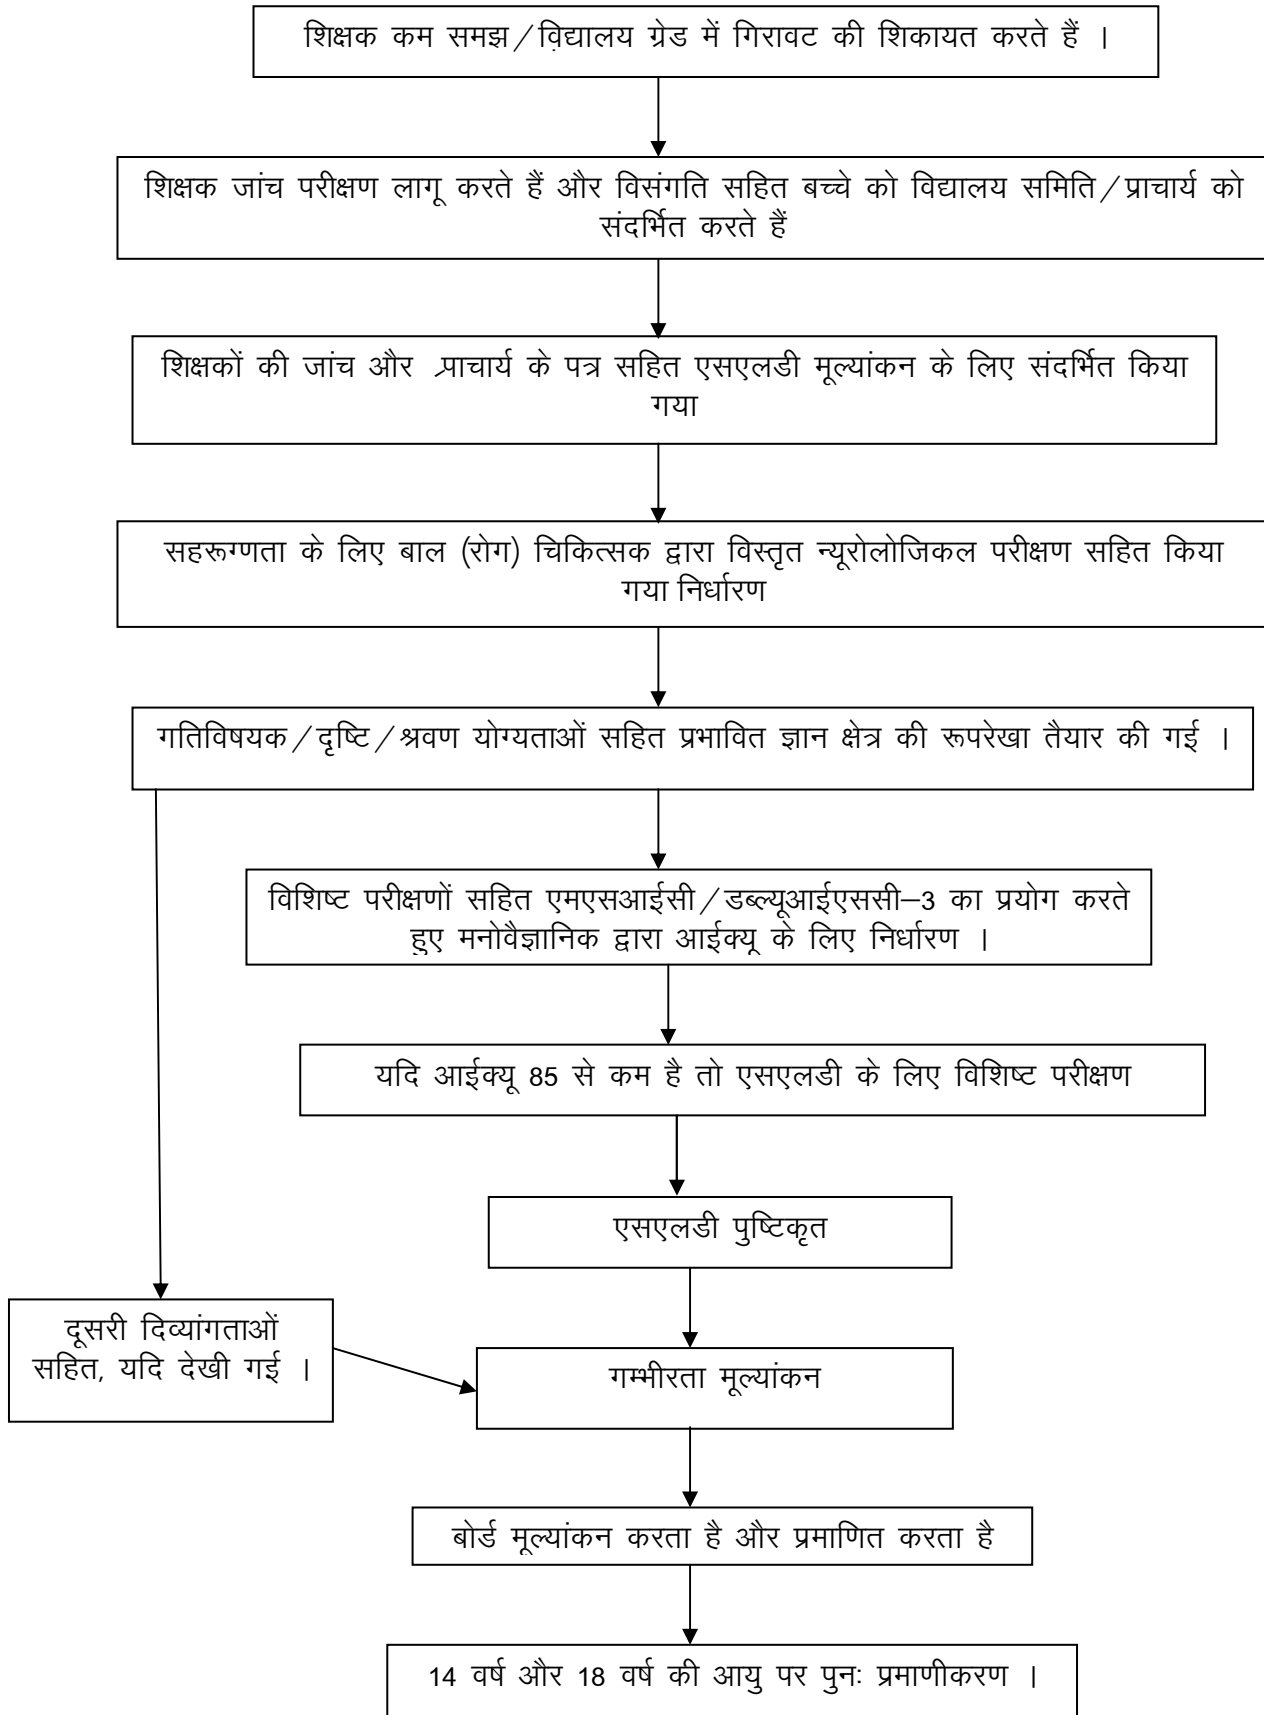 शिक्षक कम समझ/विद्यालय ग्रेड में गिरावट की शिकायत करते हैं ।
शिक्षक जांच परीक्षण लागू करते हैं और विसंगति सहित बच्चे को विद्यालय समिति/प्राचार्य को
संदर्भित करते हैं
शिक्षकों की जांच और प्राचार्य के पत्र सहित एसएलडी मूल्यांकन के लिए संदर्भित किया
गया
सहरूग्णता के लिए बाल (रोग) चिकित्सक द्वारा विस्तृत न्यूरोलोजिकल परीक्षण सहित किया
गया निर्धारण
गतिविषयक/दृष्टि/श्रवण योग्यताओं सहित प्रभावित ज्ञान क्षेत्र की रूपरेखा तैयार की गई ।
विशिष्ट परीक्षणों सहित एमएसआईसी/डब्ल्यूआईएससी–3 का प्रयोग करते
हुए मनोवैज्ञानिक द्वारा आईक्यू के लिए निर्धारण ।
यदि आईक्यू 85 से कम है तो एसएलडी के लिए विशिष्ट परीक्षण
एसएलडी पुष्टिकृत
दूसरी दिव्यांगताओं
सहित, यदि देखी गई ।
गम्भीरता मूल्यांकन
बोर्ड मूल्यांकन करता है और प्रमाणित करता है
14 वर्ष और 18 वर्ष की आयु पर पुनः प्रमाणीकरण ।